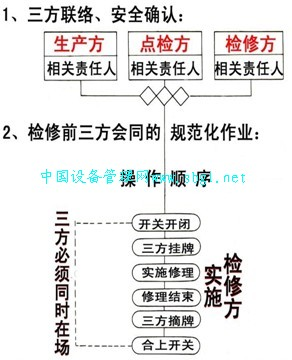 1、三方联络、安全确认：
生产方
点检方
检修方
相关责任人
相关责任人
相关责任人
2、检修前三方会同的 规范化作业：
中国设备管理网www.sbgl.net
操作顺序
开关开闭
三方挂牌
实施修理
修理结束
三方摘牌
合上开关
三方必须同时在场
检修方
实施